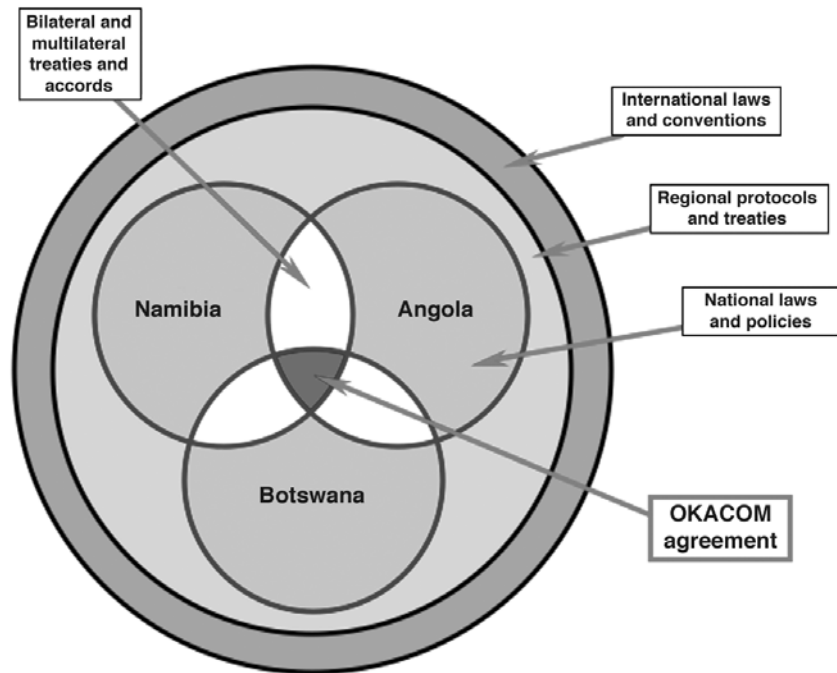 Bilateral and
multilateral
treaties and
accords
International laws
and conventions
Regional protocols
and treaties
National laws
and policies
Namibia
Angola
Botswana
OKACOM
agreement